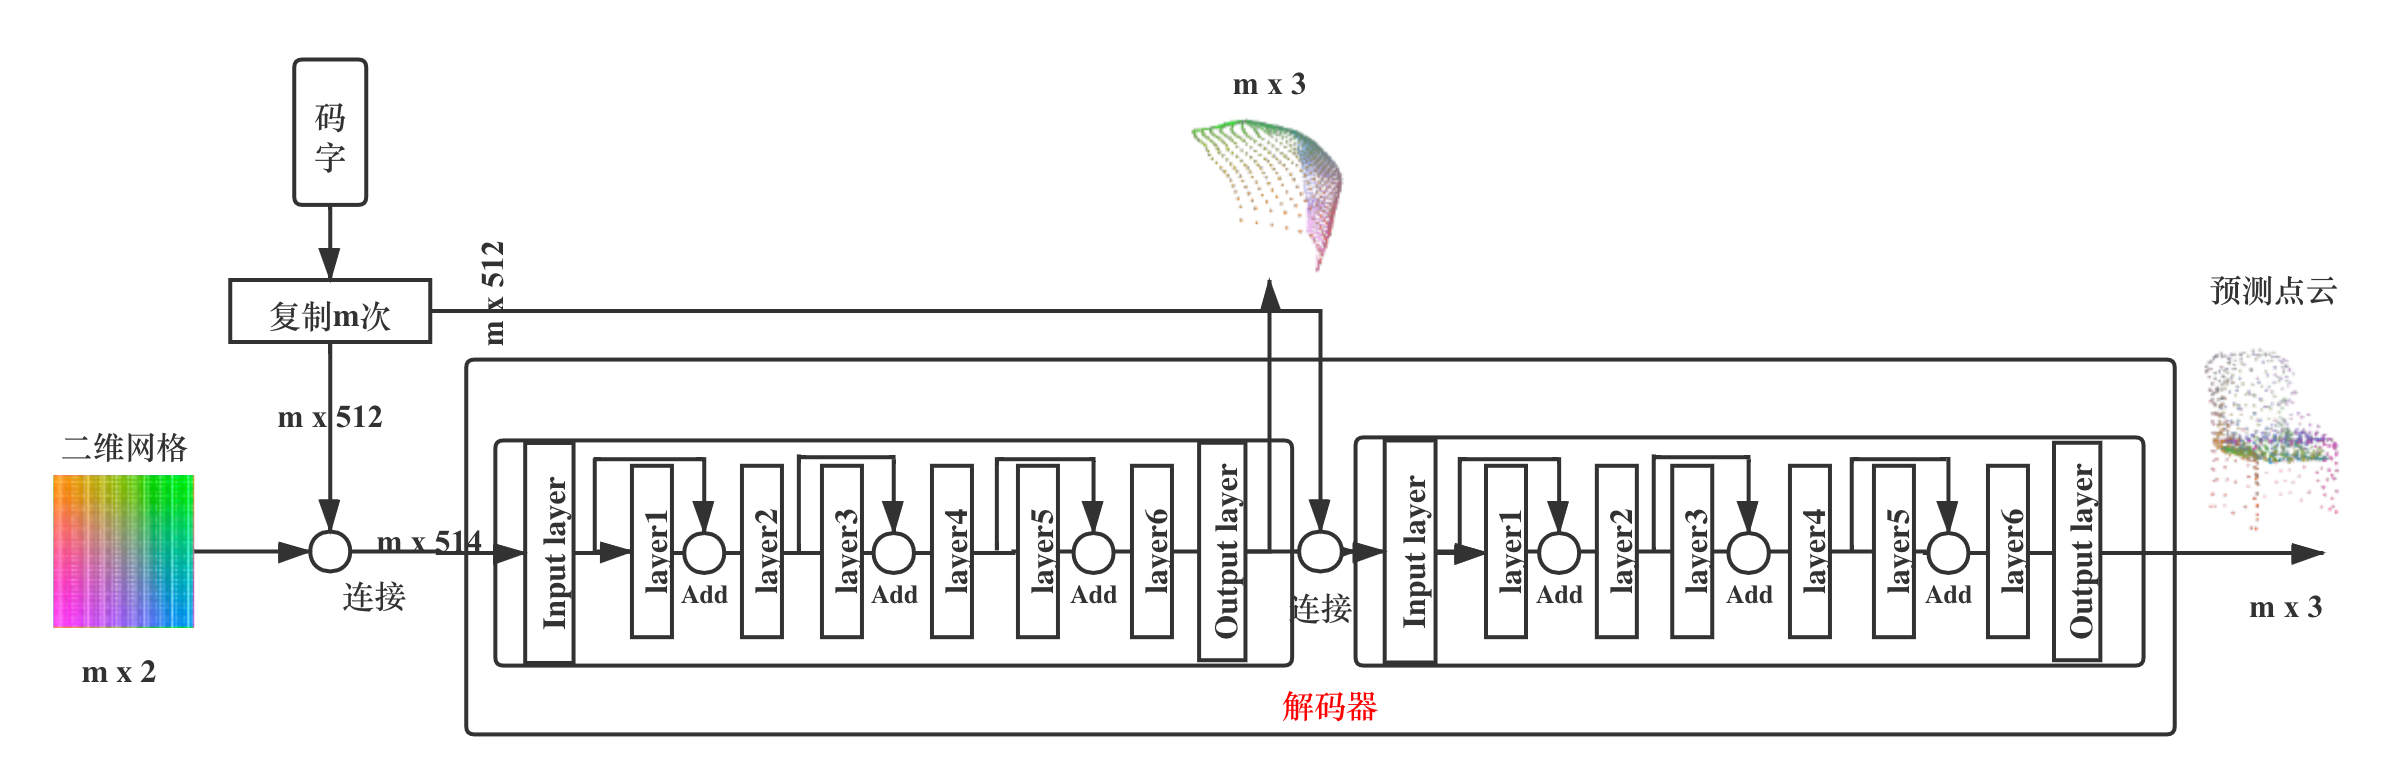 码
字
复制m次
m x 512
m x 512
二维网格
m x 2
m x 514
连接
m x 3
Input layer
layer1
Add
layer2
layer3
Add
layer4
layer5
Add
layer6
Output layer
连接
Input layer
layer1
Add
layer2
layer3
Add
layer4
layer5
Add
layer6
Output layer
解码器
预测点云
m x 3